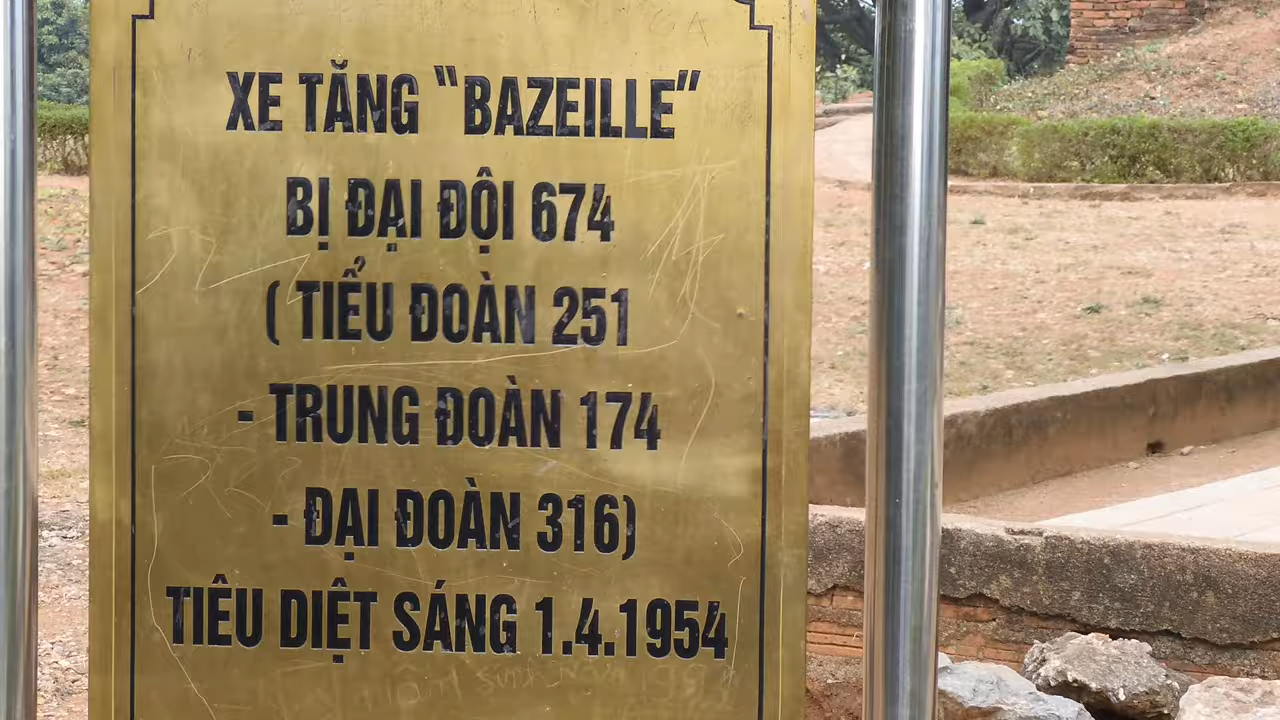 XE TĂNG "BAZEILLE"
BỊ ĐẠI ĐỘI 674
( TIỂU ĐOÀN 251
- TRUNG ĐOÀN 174
- ĐẠI ĐOÀN 316)
TIÊU DIỆT SÁNG 1.4.1954